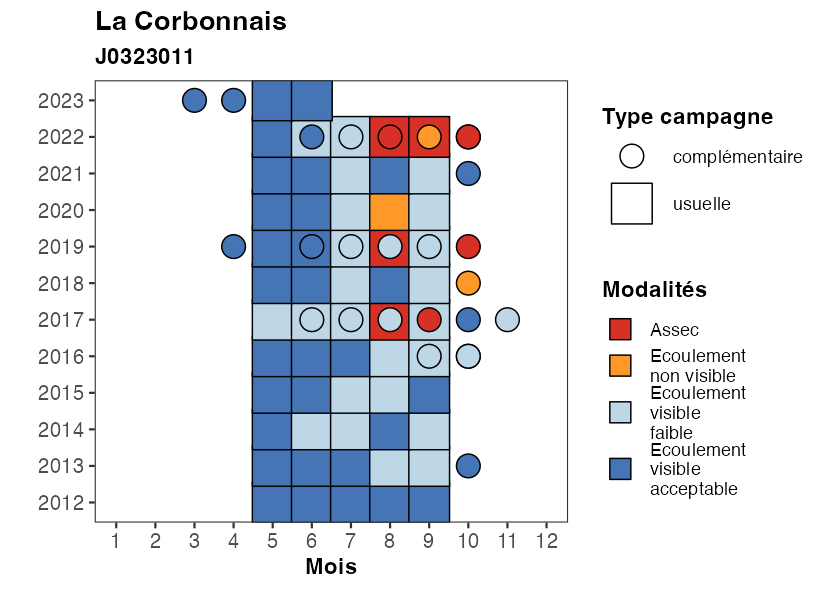 La Corbonnais
J0323011
2023
2022
2021
2020
2019
2018
2017
2016
2015
2014
2013
2012
1 2 3 4 5 6 7 8 9 10 11 12
Mois
Type campagne
complémentaire
usuelle
Modalités
Assec
Ecoulement
non visible
Ecoulement
visible
faible
Ecoulement
visible
acceptable